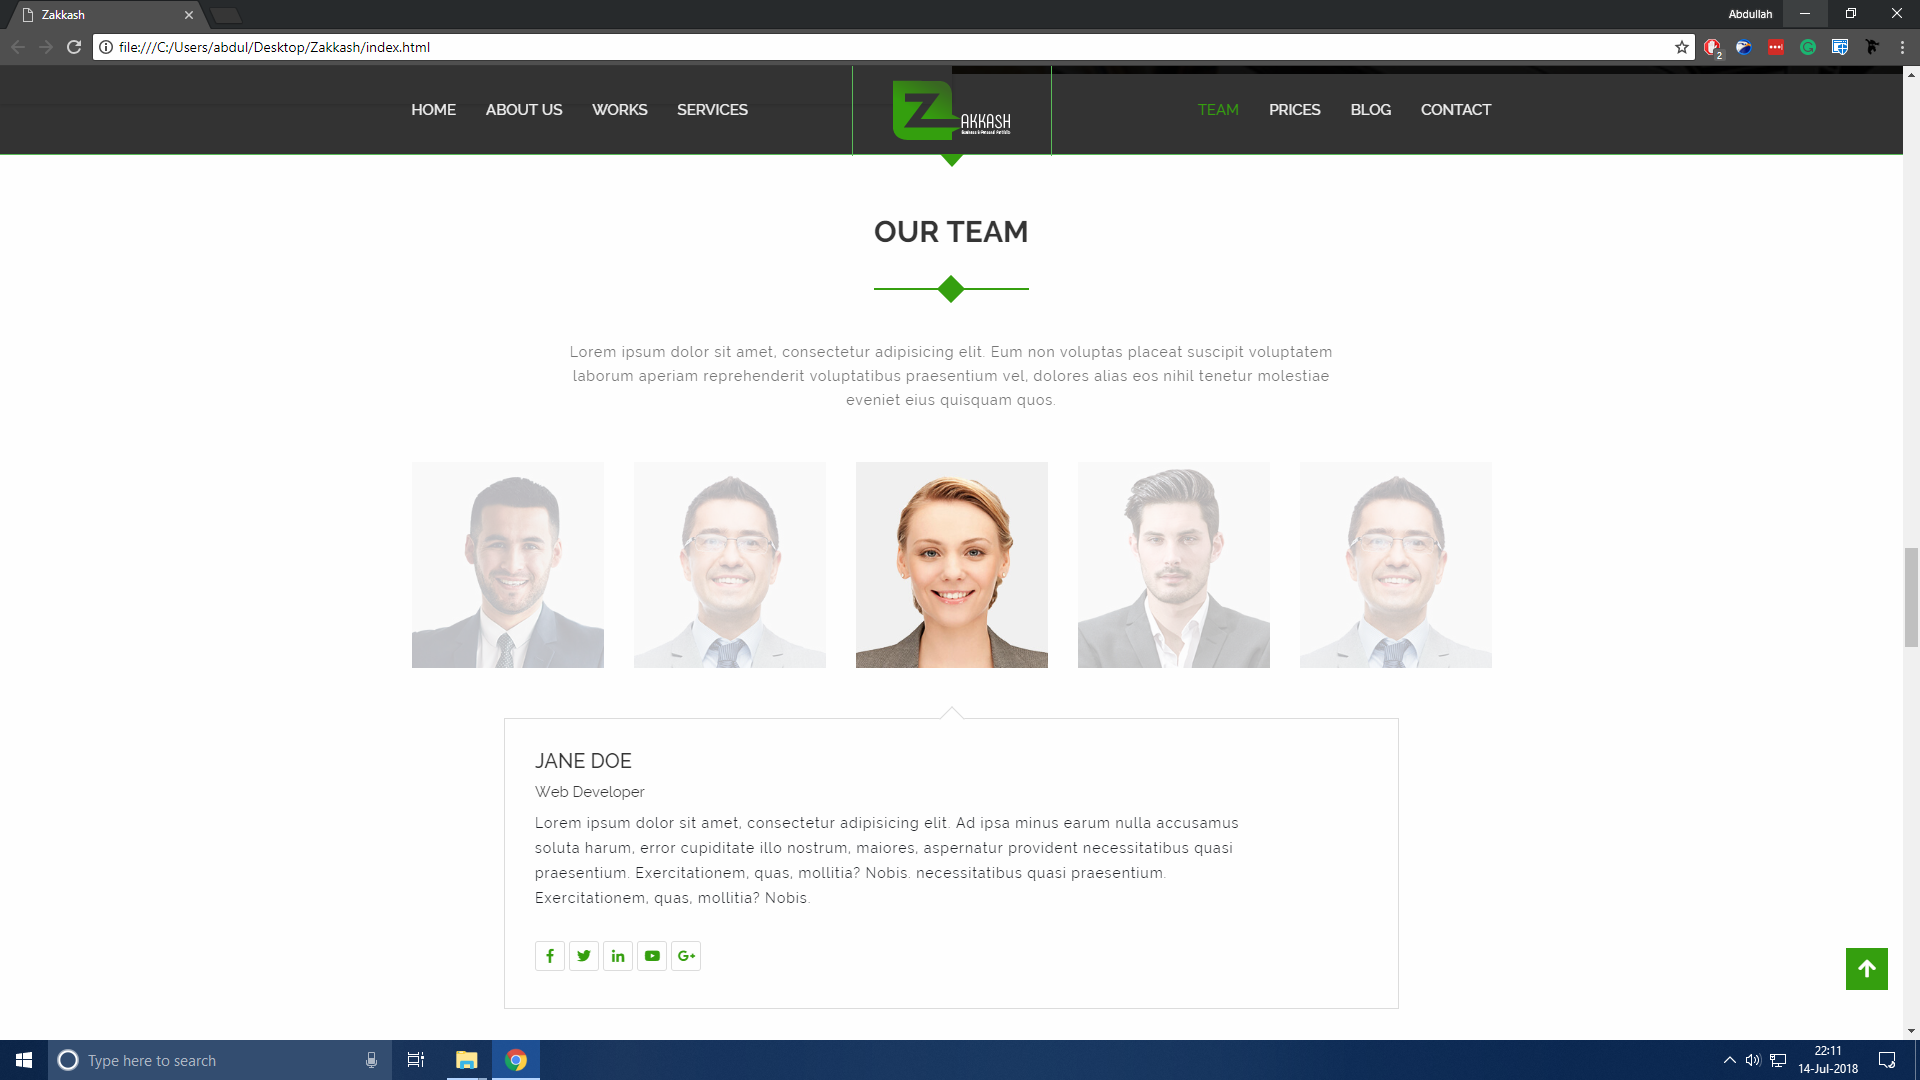 Zakkash
Abdullah
file:///C:/Users/abdul/Desktop/Zakkash/index.html
2
HOME ABOUT US WORKS SERVICES
Z AKKASH
Business & Personal Portfolio
TEAM PRICES BLOG CONTACT
OUR TEAM
Lorem ipsum dolor sit amet, consectetur adipisicing elit. Eum non voluptas placeat suscipit voluptatem
laborum aperiam reprehenderit voluptatibus praesentium vel, dolores alias eos nihil tenetur molestiae
eveniet eius quisquam quos.
JANE DOE
Web Developer
Lorem ipsum dolor sit amet, consectetur adipisicing elit. Ad ipsa minus earum nulla accusamus
soluta harum, error cupiditate illo nostrum, maiores, aspernatur provident necessitatibus quasi
praesentium. Exercitationem, quas, mollitia? Nobis. necessitatibus quasi praesentium.
Exercitationem, quas, mollitia? Nobis.
Type here to search
22:11
14-Jul-2018